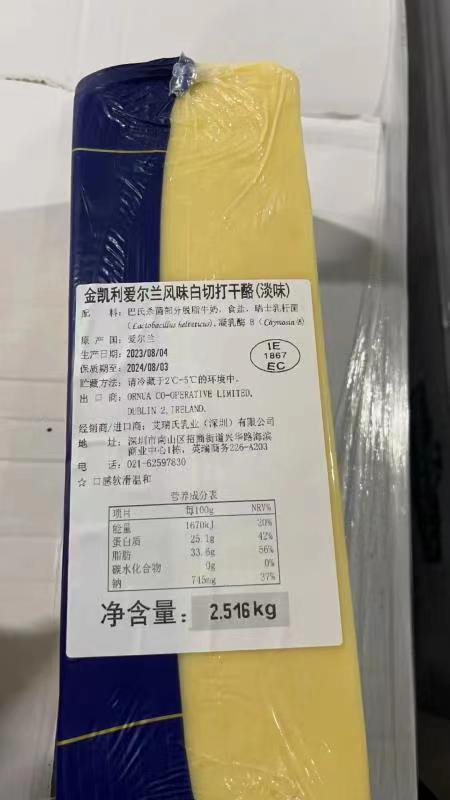 金凯利爱尔兰风味白切打干酪(淡味)
配 料: 巴氏杀菌部分脱脂牛奶, 食盐, 瑞士乳杆菌
(Lactobacillus helveticus), 凝乳酶 B (Chymosin B)
原 产 国: 爱尔兰
生产日期: 2023/08/04
保质期至: 2024/08/03
贮藏方法: 请冷藏于2℃-5℃的环境中.
出 口 商: ORNUA CO-OPERATIVE LIMITED,
DUBLIN 2, IRELAND.
IE
1867
EC
经销商/进口商: 艾瑞氏乳业(深圳)有限公司
地 址: 深圳市南山区招商街道兴华路海滨
商业中心1栋, 英瑞商务226-A203
电 话: 021-62597830
☆ 口感软滑温和
营养成分表
项目 每100g NRV%
能量 1670kJ 20%
蛋白质 25.1g 42%
脂肪 33.6g 56%
碳水化合物 0g 0%
钠 745mg 37%
净含量: 2.516kg